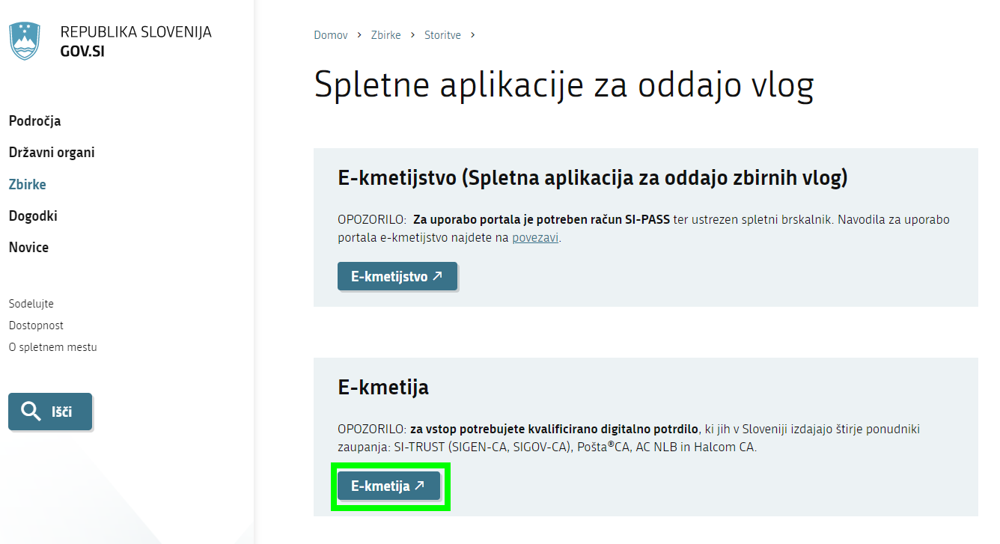 REPUBLIKA SLOVENIJA
GOV.SI
Področja
Državni organi
Zbirke
Dogodki
Novice
Sodelujte
Dostopnost
O spletnem mestu
Išči
Domov > Zbirke > Storitve >
Spletne aplikacije za oddajo vlog
E-kmetijstvo (Spletna aplikacija za oddajo zbirnih vlog)
OPOZORILO: Za uporabo portala je potreben račun SI-PASS ter ustrezen spletni brskalnik. Navodila za uporabo
portala e-kmetijstvo najdete na povezavi.
E-kmetijstvo
E-kmetija
OPOZORILO: za vstop potrebujete kvalificirano digitalno potrdilo, ki jih v Sloveniji izdajajo štirje ponudniki
zaupanja: SI-TRUST (SIGEN-CA, SIGOV-CA), Pošta®CA, AC NLB in Halcom CA.
E-kmetija